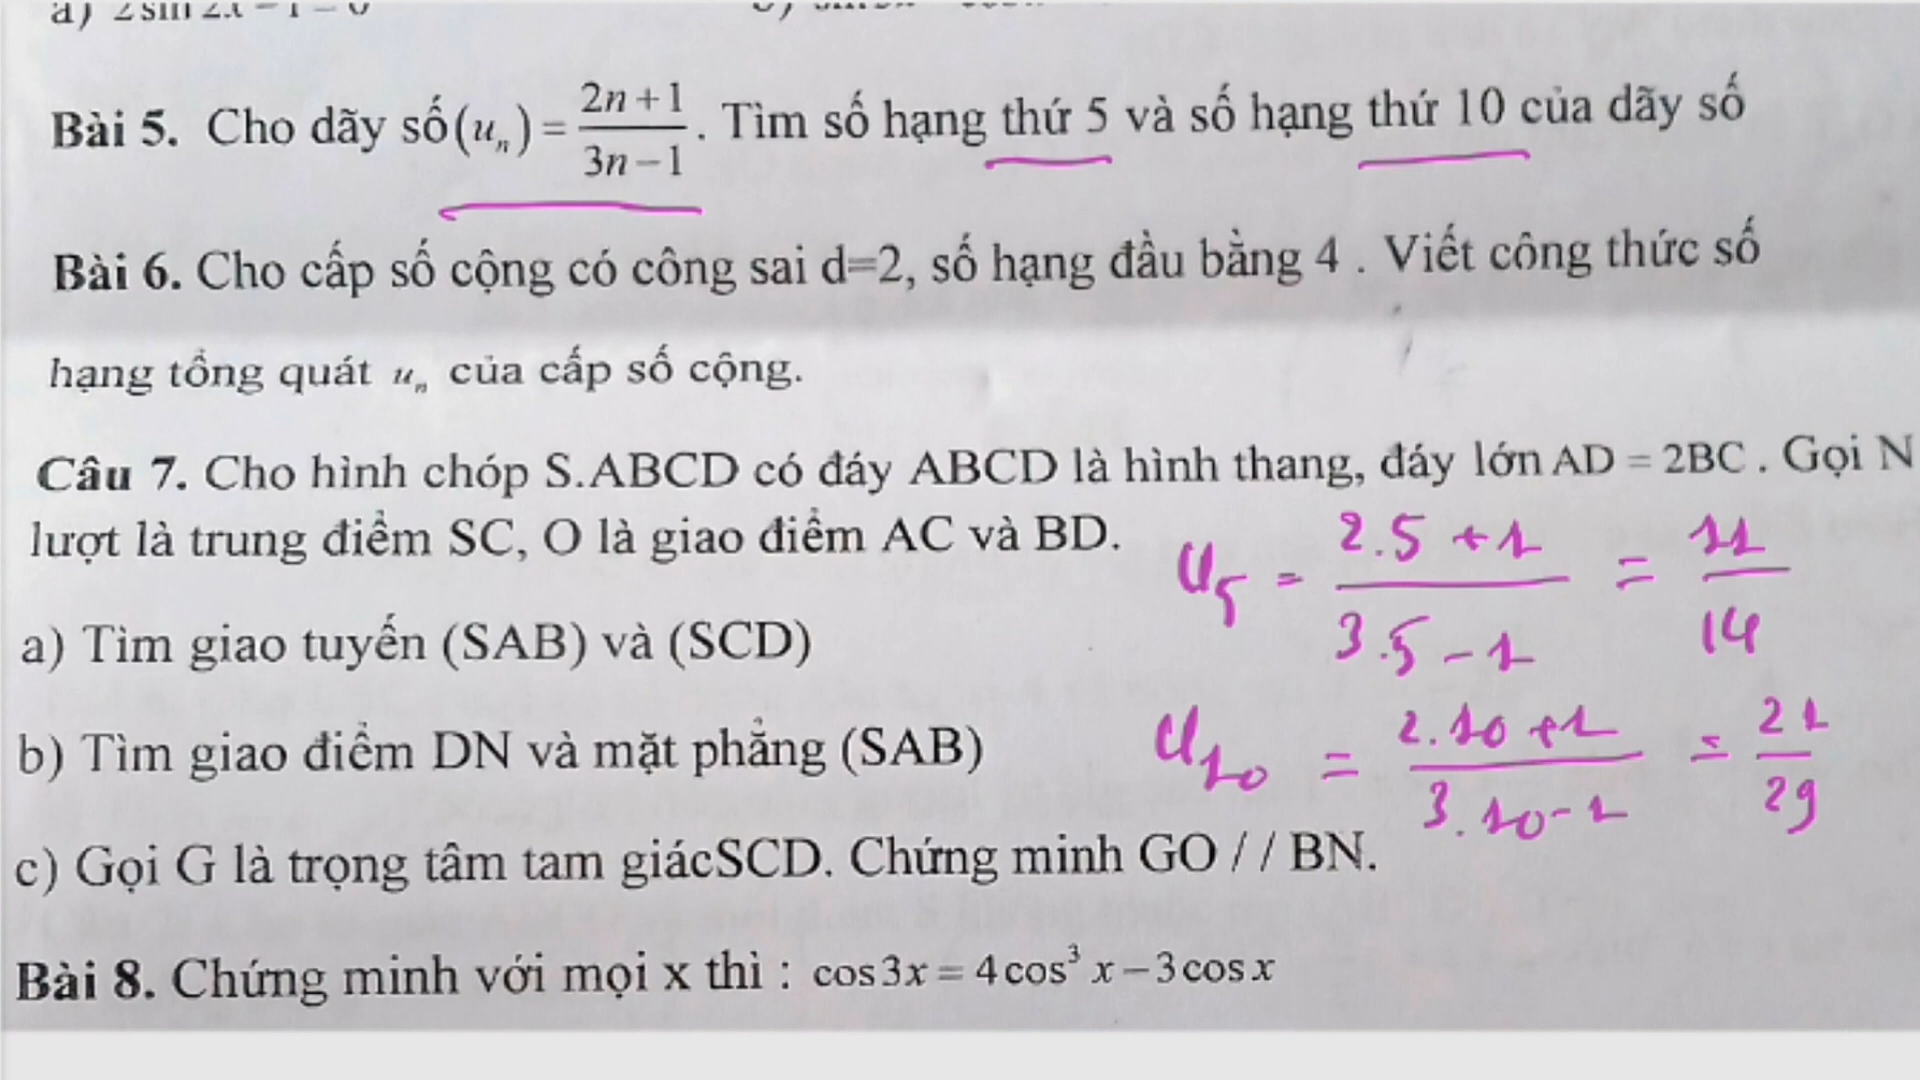 Bài 5. Cho dãy số (uₙ) = (2n+1)/(3n−1). Tìm số hạng thứ 5 và số hạng thứ 10 của dãy số
Bài 6. Cho cấp số cộng có công sai d=2, số hạng đầu bằng 4 . Viết công thức số
hạng tổng quát uₙ của cấp số cộng.
Câu 7. Cho hình chóp S.ABCD có đáy ABCD là hình thang, đáy lớn AD = 2BC . Gọi N
lượt là trung điểm SC, O là giao điểm AC và BD.
u₅ = (2.5+1)/(3.5−1) = 11/14
a) Tìm giao tuyến (SAB) và (SCD)
b) Tìm giao điểm DN và mặt phẳng (SAB)
u₁₀ = (2.10+1)/(3.10−1) = 21/29
c) Gọi G là trọng tâm tam giácSCD. Chứng minh GO // BN.
Bài 8. Chứng minh với mọi x thì : cos3x = 4cos³x − 3cosx